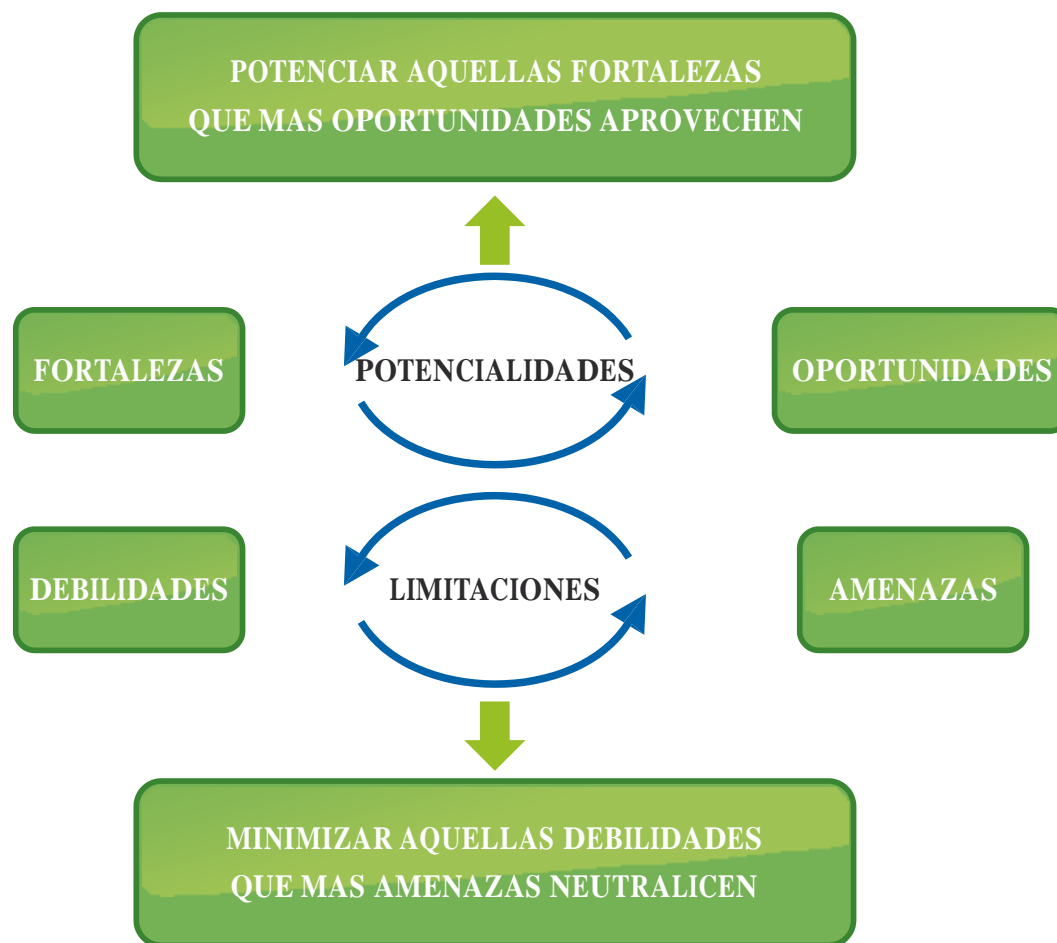 POTENCIAR AQUELLAS FORTALEZAS
QUE MAS OPORTUNIDADES APROVECHEN
FORTALEZAS
POTENCIALIDADES
OPORTUNIDADES
DEBILIDADES
LIMITACIONES
AMENAZAS
MINIMIZAR AQUELLAS DEBILIDADES
QUE MAS AMENAZAS NEUTRALICEN